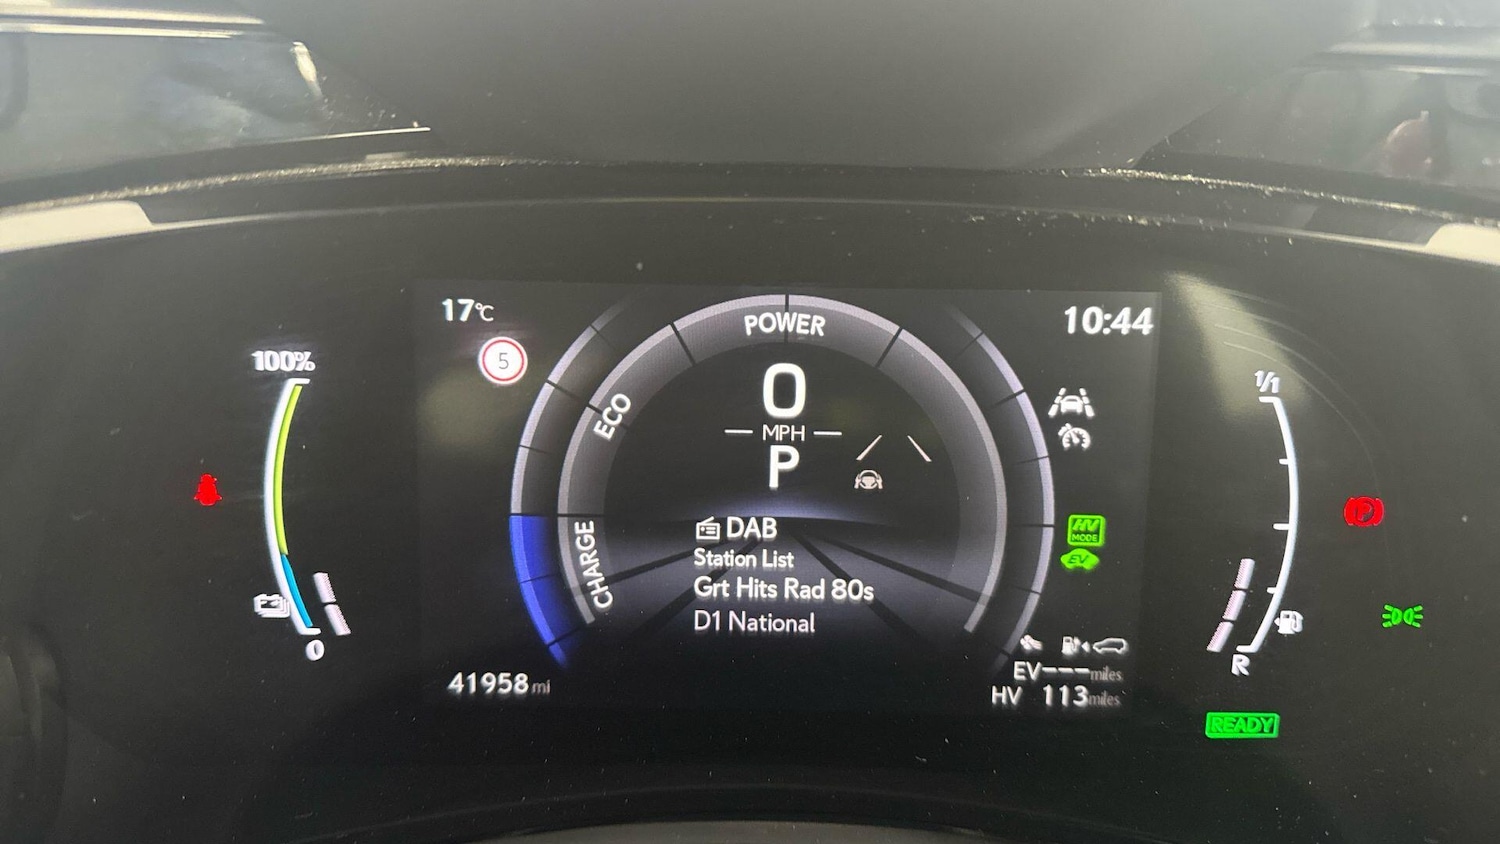 17°C
10:44
5
100%
POWER
1/1
ECO
0
MPH
P
CHARGE
DAB
Station List
Grt Hits Rad 80s
D1 National
HV
MODE
EV
P
0
R
EV---miles
41958 mi
HV 113 miles
READY